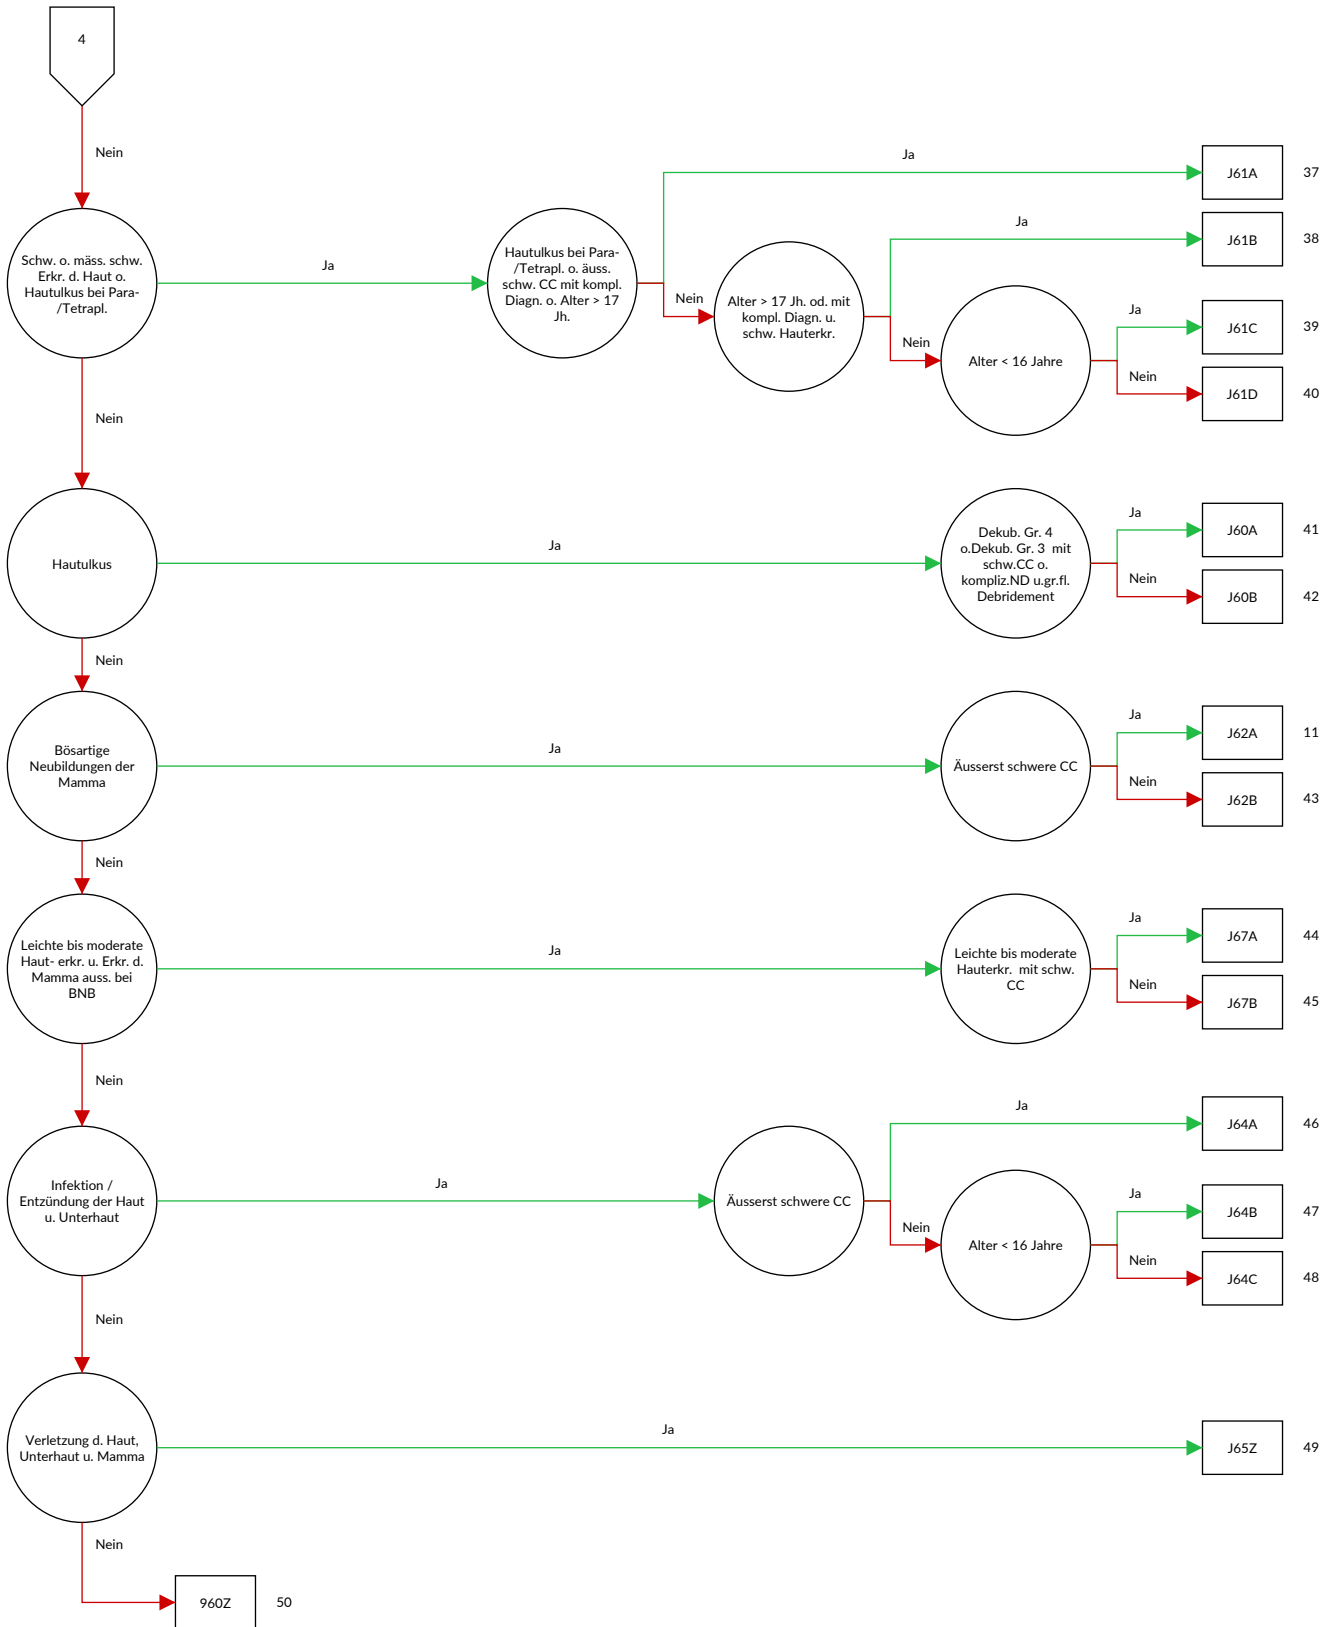 4
Nein
Schw. o. mäss. schw.
Erkr. d. Haut o.
Hautulkus bei Para-
/Tetrapl.
Ja
Hautulkus bei Para-
/Tetrapl. o. äuss.
schw. CC mit kompl.
Diagn. o. Alter > 17
Jh.
Ja
J61A
37
Nein
Alter > 17 Jh. od. mit
kompl. Diagn. u.
schw. Hauterkr.
Ja
J61B
38
Nein
Alter < 16 Jahre
Ja
J61C
39
Nein
J61D
40
Nein
Hautulkus
Ja
Dekub. Gr. 4
o.Dekub. Gr. 3  mit
schw.CC o.
kompliz.ND u.gr.fl.
Debridement
Ja
J60A
41
Nein
J60B
42
Nein
Bösartige
Neubildungen der
Mamma
Ja
Äusserst schwere CC
Ja
J62A
11
Nein
J62B
43
Nein
Leichte bis moderate
Haut- erkr. u. Erkr. d.
Mamma auss. bei
BNB
Ja
Leichte bis moderate
Hauterkr.  mit schw.
CC
Ja
J67A
44
Nein
J67B
45
Nein
Infektion /
Entzündung der Haut
u. Unterhaut
Ja
Äusserst schwere CC
Ja
J64A
46
Nein
Alter < 16 Jahre
Ja
J64B
47
Nein
J64C
48
Nein
Verletzung d. Haut,
Unterhaut u. Mamma
Ja
J65Z
49
Nein
960Z
50